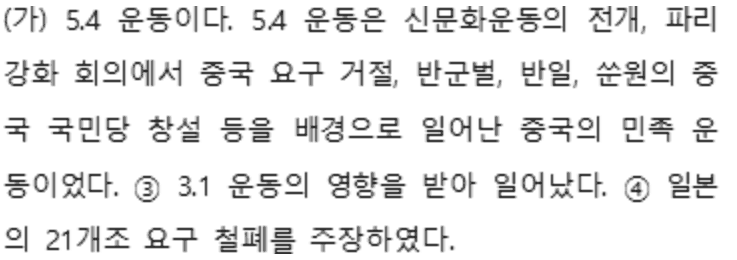 (가) 5.4 운동이다. 5.4 운동은 신문화운동의 전개, 파리
강화 회의에서 중국 요구 거절, 반군벌, 반일, 쑨원의 중
국 국민당 창설 등을 배경으로 일어난 중국의 민족 운
동이었다. ③ 3.1 운동의 영향을 받아 일어났다. ④ 일본
의 21개조 요구 철폐를 주장하였다.